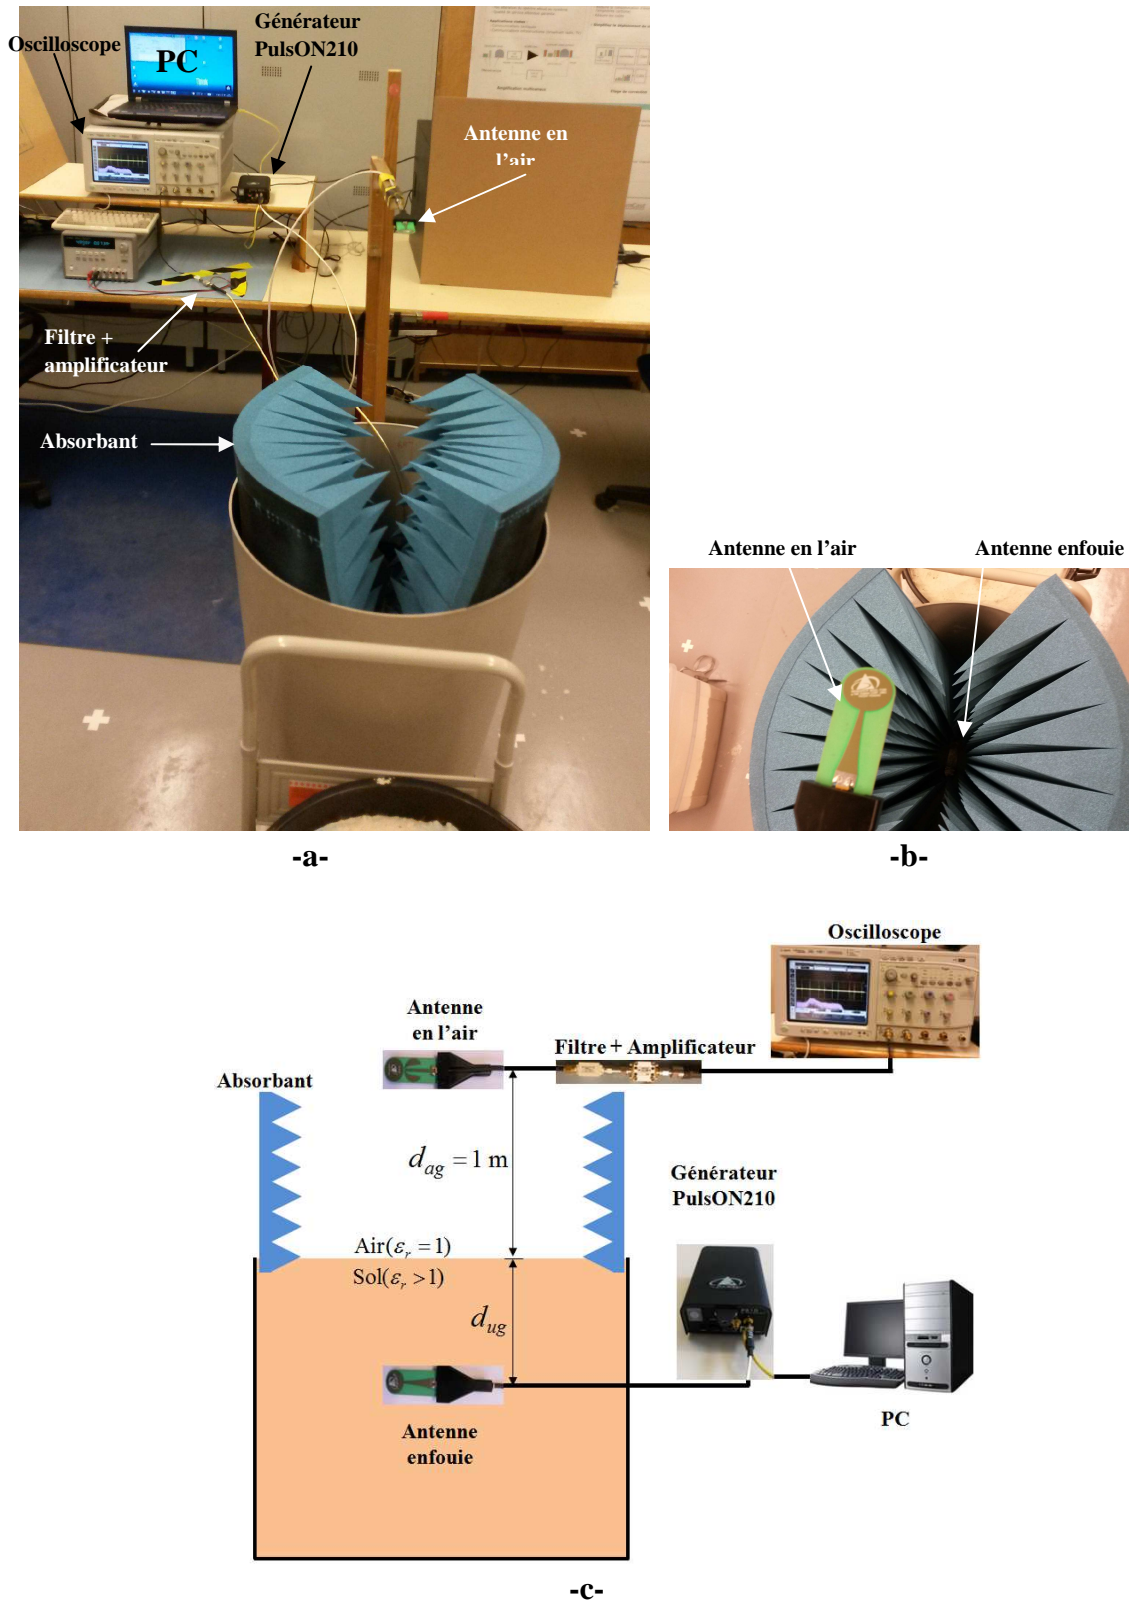 Oscilloscope
PC
Générateur
PulsON210
Antenne en
l'air
Filtre +
amplificateur
Absorbant
-a-
Antenne en l'air
Antenne enfouie
-b-
Oscilloscope
Antenne
en l'air
Filtre + Amplificateur
Absorbant
d_ag = 1 m
Générateur
PulsON210
Air(ε_r = 1)
Sol(ε_r > 1)
d_ug
Antenne
enfouie
PC
-c-